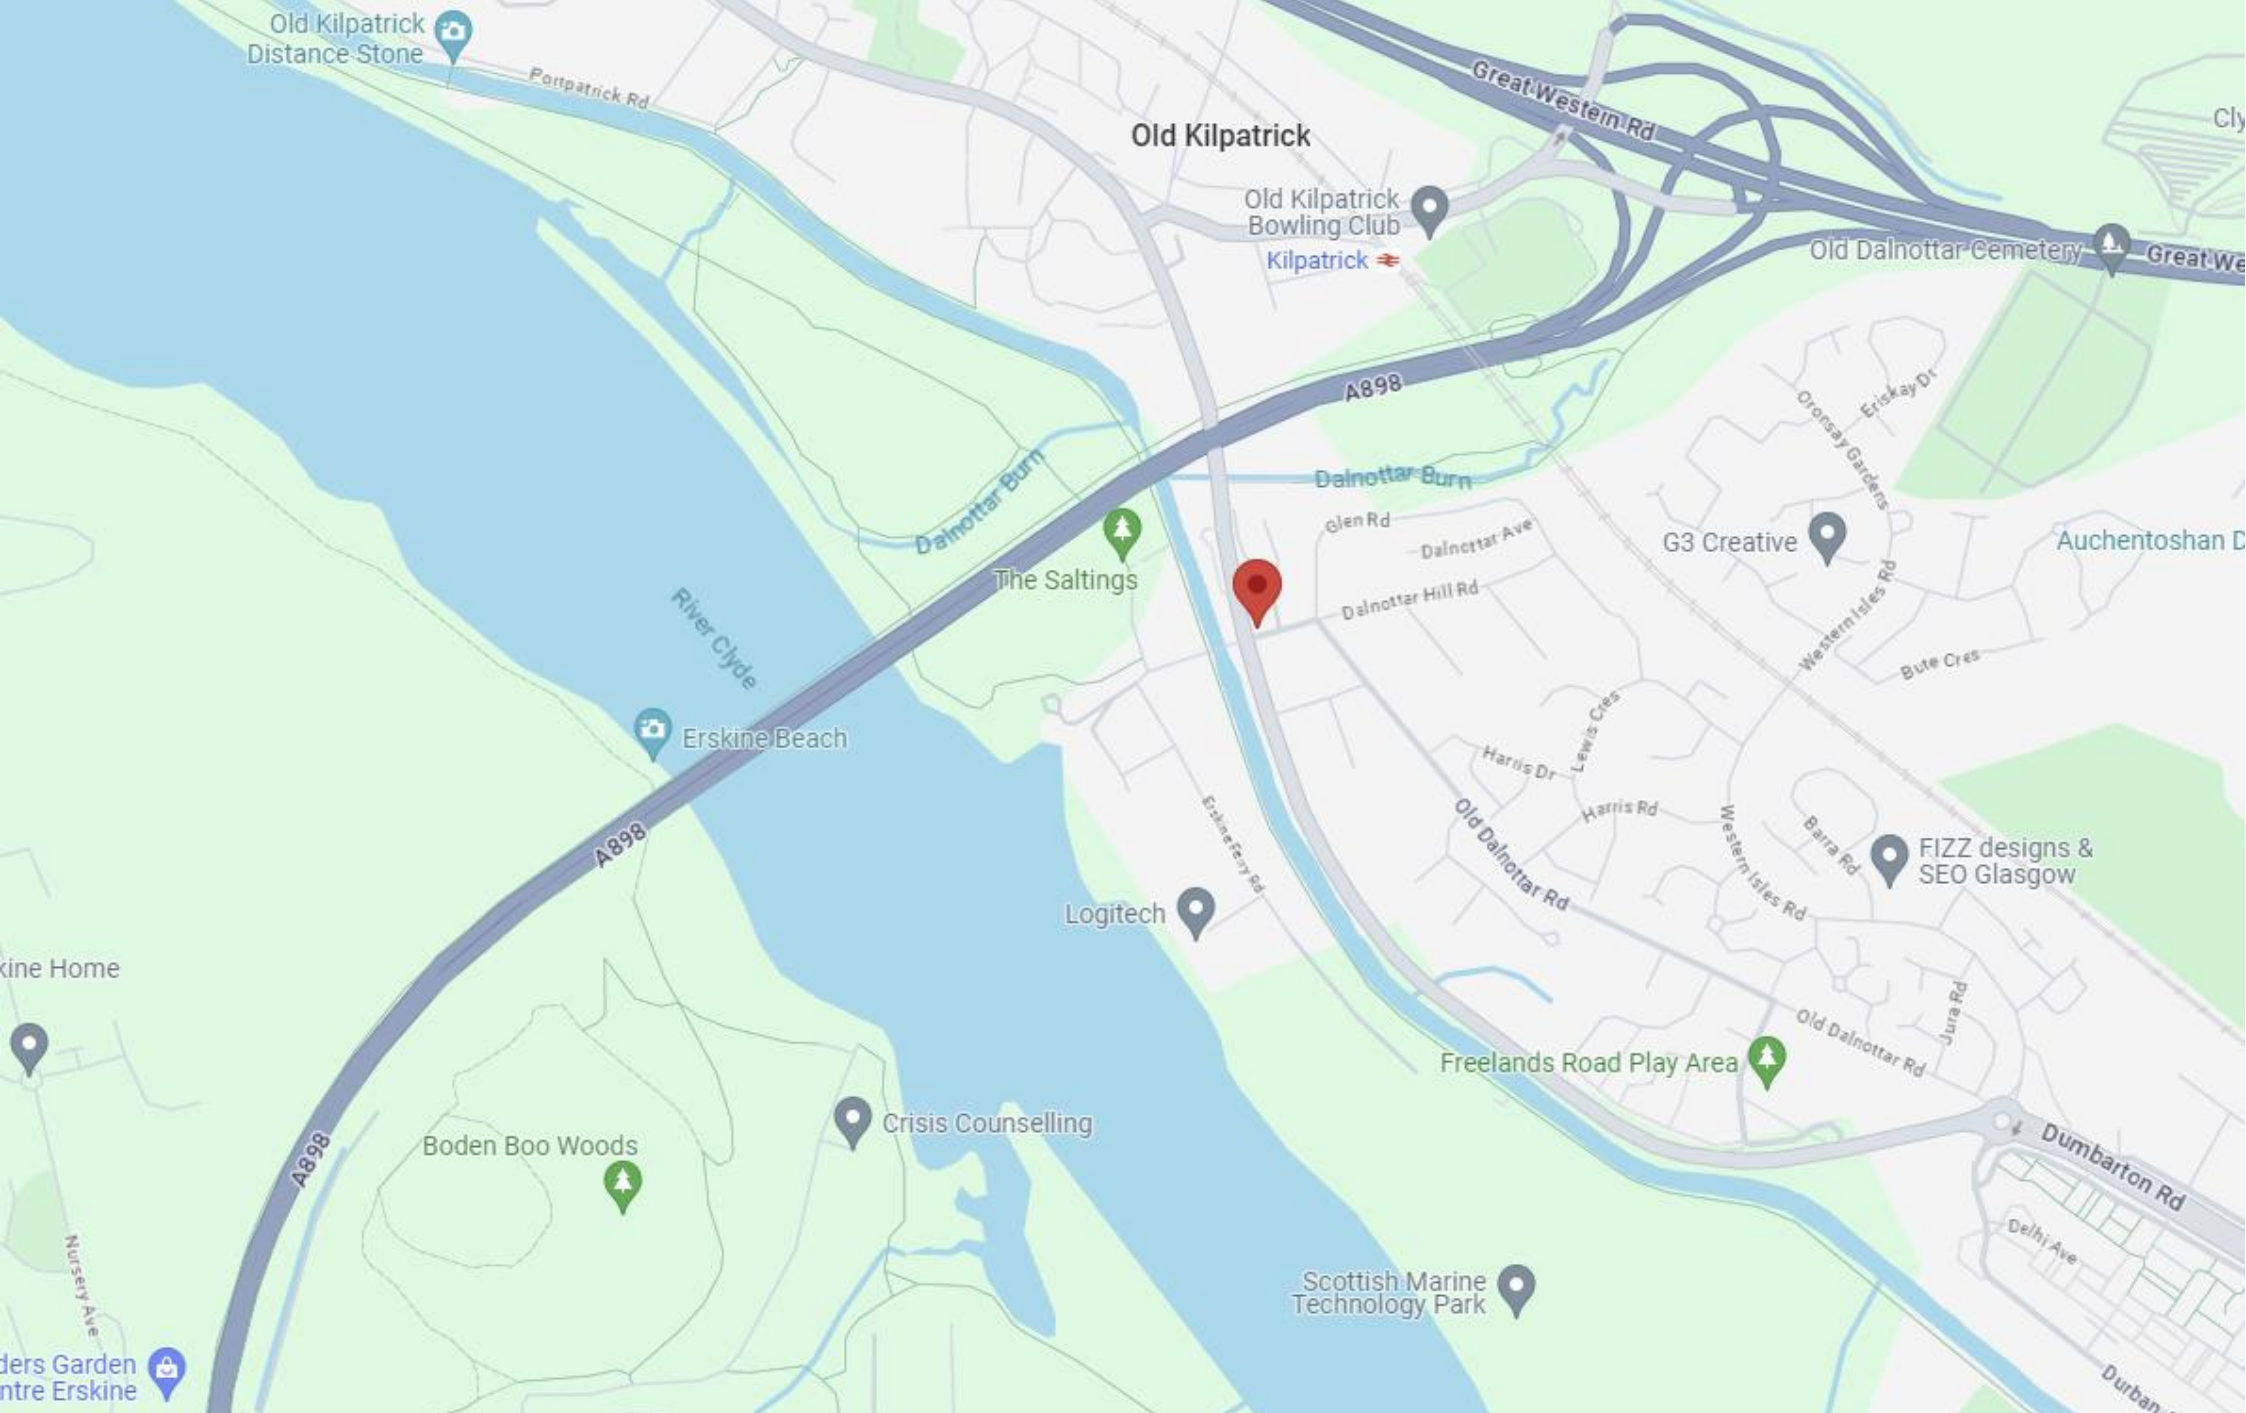 Old Kilpatrick
Distance Stone
Portpatrick Rd
Great Western Rd
Cly
Old Kilpatrick
Old Kilpatrick
Bowling Club
Kilpatrick
Old Dalnottar Cemetery
Great We
A898
Eriskay Dr
Oronsay Gardens
Dalnottar Burn
Dalnottar Burn
Glen Rd
Dalnottar Ave
G3 Creative
Auchentoshan D
The Saltings
Dalnottar Hill Rd
River Clyde
Western Isles Rd
Bute Cres
Erskine Beach
Lewis Cres
Harris Dr
Harris Rd
A898
Erskine Ferry Rd
Old Dalnottar Rd
Western Isles Rd
Barra Rd
FIZZ designs &
SEO Glasgow
Logitech
kine Home
Jura Rd
Old Dalnottar Rd
Freelands Road Play Area
Crisis Counselling
Boden Boo Woods
A898
Dumbarton Rd
Delhi Ave
Nursery Ave
Scottish Marine
Technology Park
ders Garden
ntre Erskine
Durban